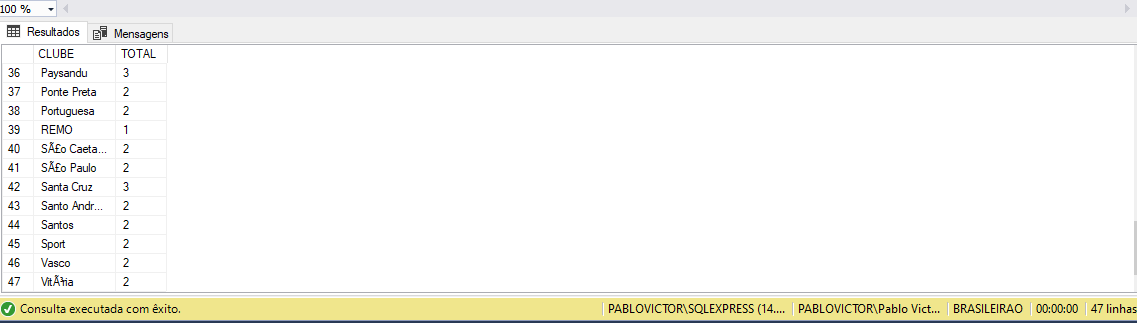 100 %
Resultados Mensagens
CLUBE TOTAL
36 Paysandu 3
37 Ponte Preta 2
38 Portuguesa 2
39 REMO 1
40 SÃ£o Caeta... 2
41 SÃ£o Paulo 2
42 Santa Cruz 3
43 Santo Andr... 2
44 Santos 2
45 Sport 2
46 Vasco 2
47 VitÃ³ria 2
Consulta executada com êxito. PABLOVICTOR\SQLEXPRESS (14.... PABLOVICTOR\Pablo Vict... BRASILEIRAO 00:00:00 47 linhas